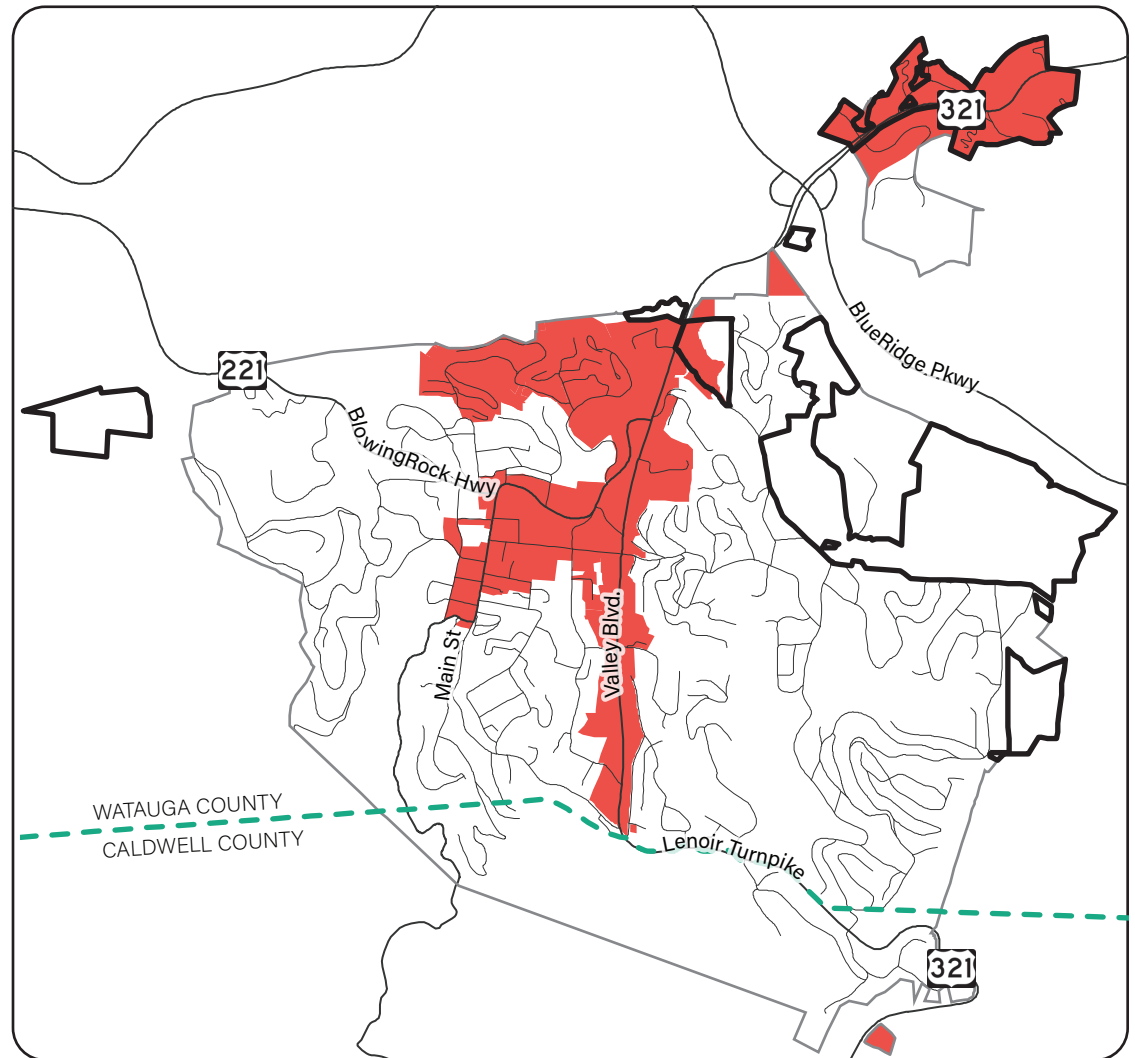 321
BlueRidge Pkwy
221
BlowingRock Hwy
Valley Blvd.
Main St
WATAUGA COUNTY
CALDWELL COUNTY
Lenoir Turnpike
321